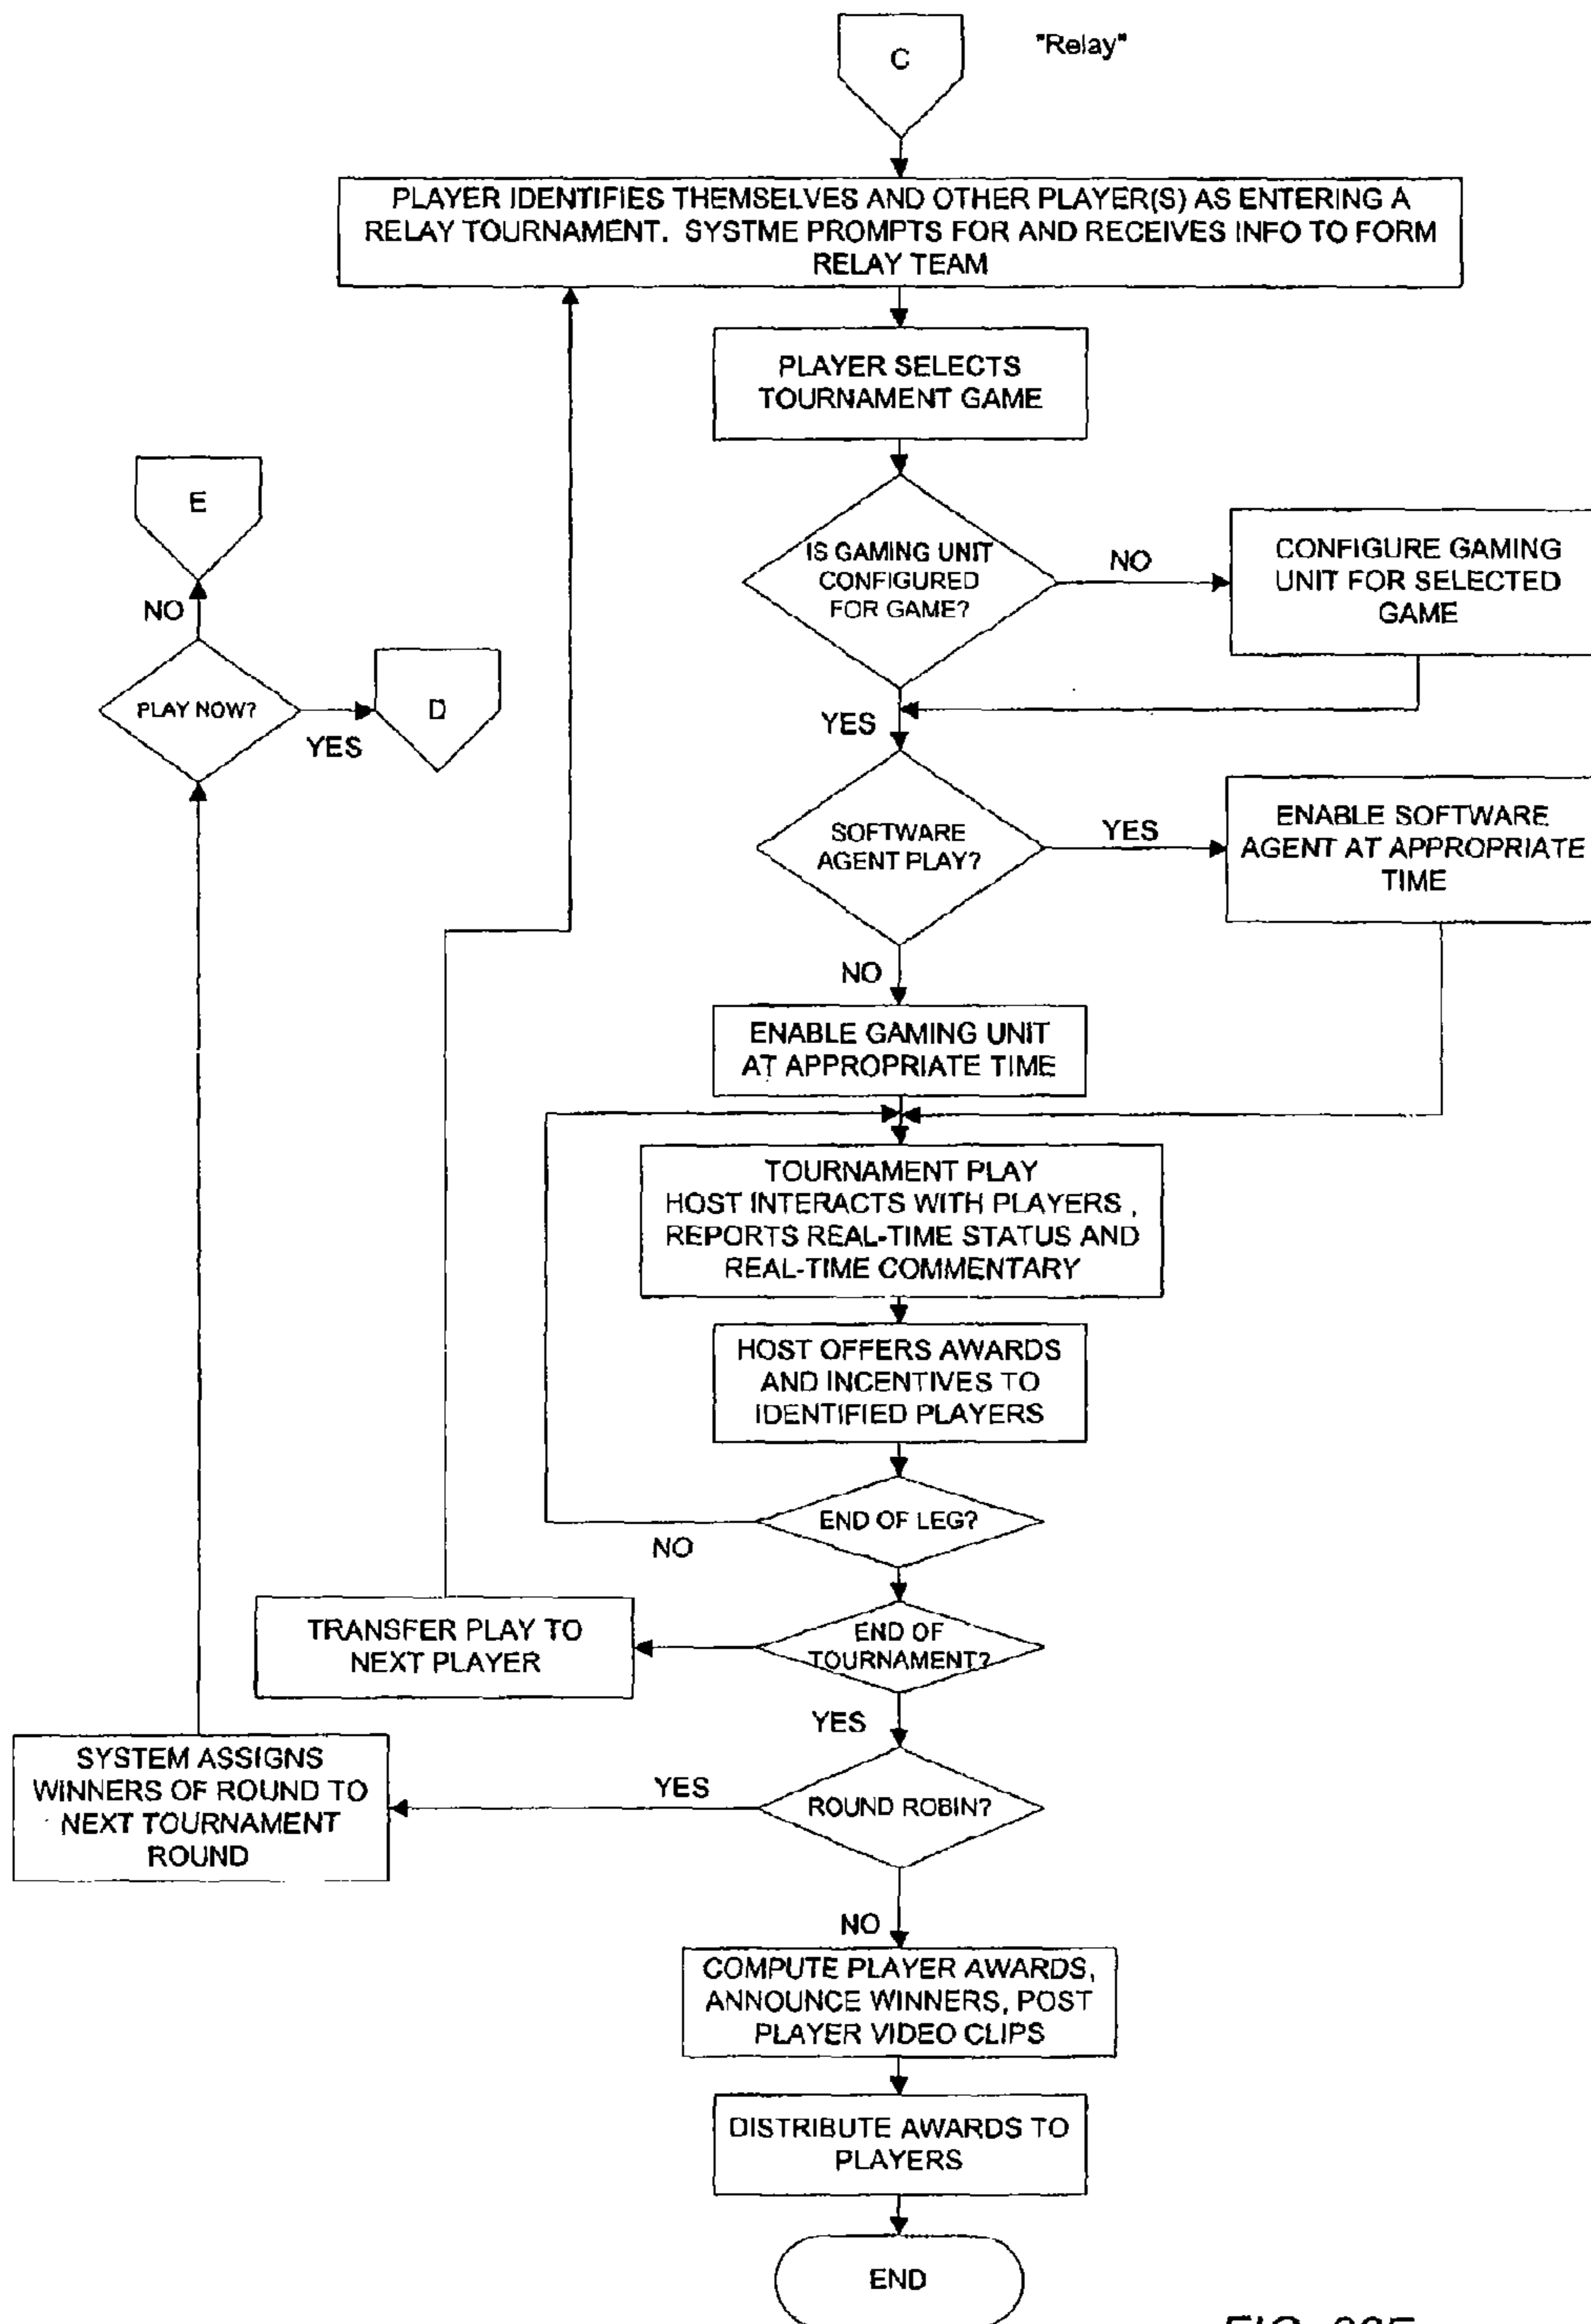 C
"Relay"
PLAYER IDENTIFIES THEMSELVES AND OTHER PLAYER(S) AS ENTERING A
RELAY TOURNAMENT. SYSTME PROMPTS FOR AND RECEIVES INFO TO FORM
RELAY TEAM
PLAYER SELECTS
TOURNAMENT GAME
IS GAMING UNIT
CONFIGURED
FOR GAME?
NO
CONFIGURE GAMING
UNIT FOR SELECTED
GAME
E
NO
PLAY NOW?
YES
D
YES
SOFTWARE
AGENT PLAY?
YES
ENABLE SOFTWARE
AGENT AT APPROPRIATE
TIME
NO
ENABLE GAMING UNIT
AT APPROPRIATE TIME
TOURNAMENT PLAY
HOST INTERACTS WITH PLAYERS ,
REPORTS REAL-TIME STATUS AND
REAL-TIME COMMENTARY
HOST OFFERS AWARDS
AND INCENTIVES TO
IDENTIFIED PLAYERS
END OF LEG?
NO
TRANSFER PLAY TO
NEXT PLAYER
END OF
TOURNAMENT?
YES
SYSTEM ASSIGNS
WINNERS OF ROUND TO
NEXT TOURNAMENT
ROUND
YES
ROUND ROBIN?
NO
COMPUTE PLAYER AWARDS,
ANNOUNCE WINNERS, POST
PLAYER VIDEO CLIPS
DISTRIBUTE AWARDS TO
PLAYERS
END